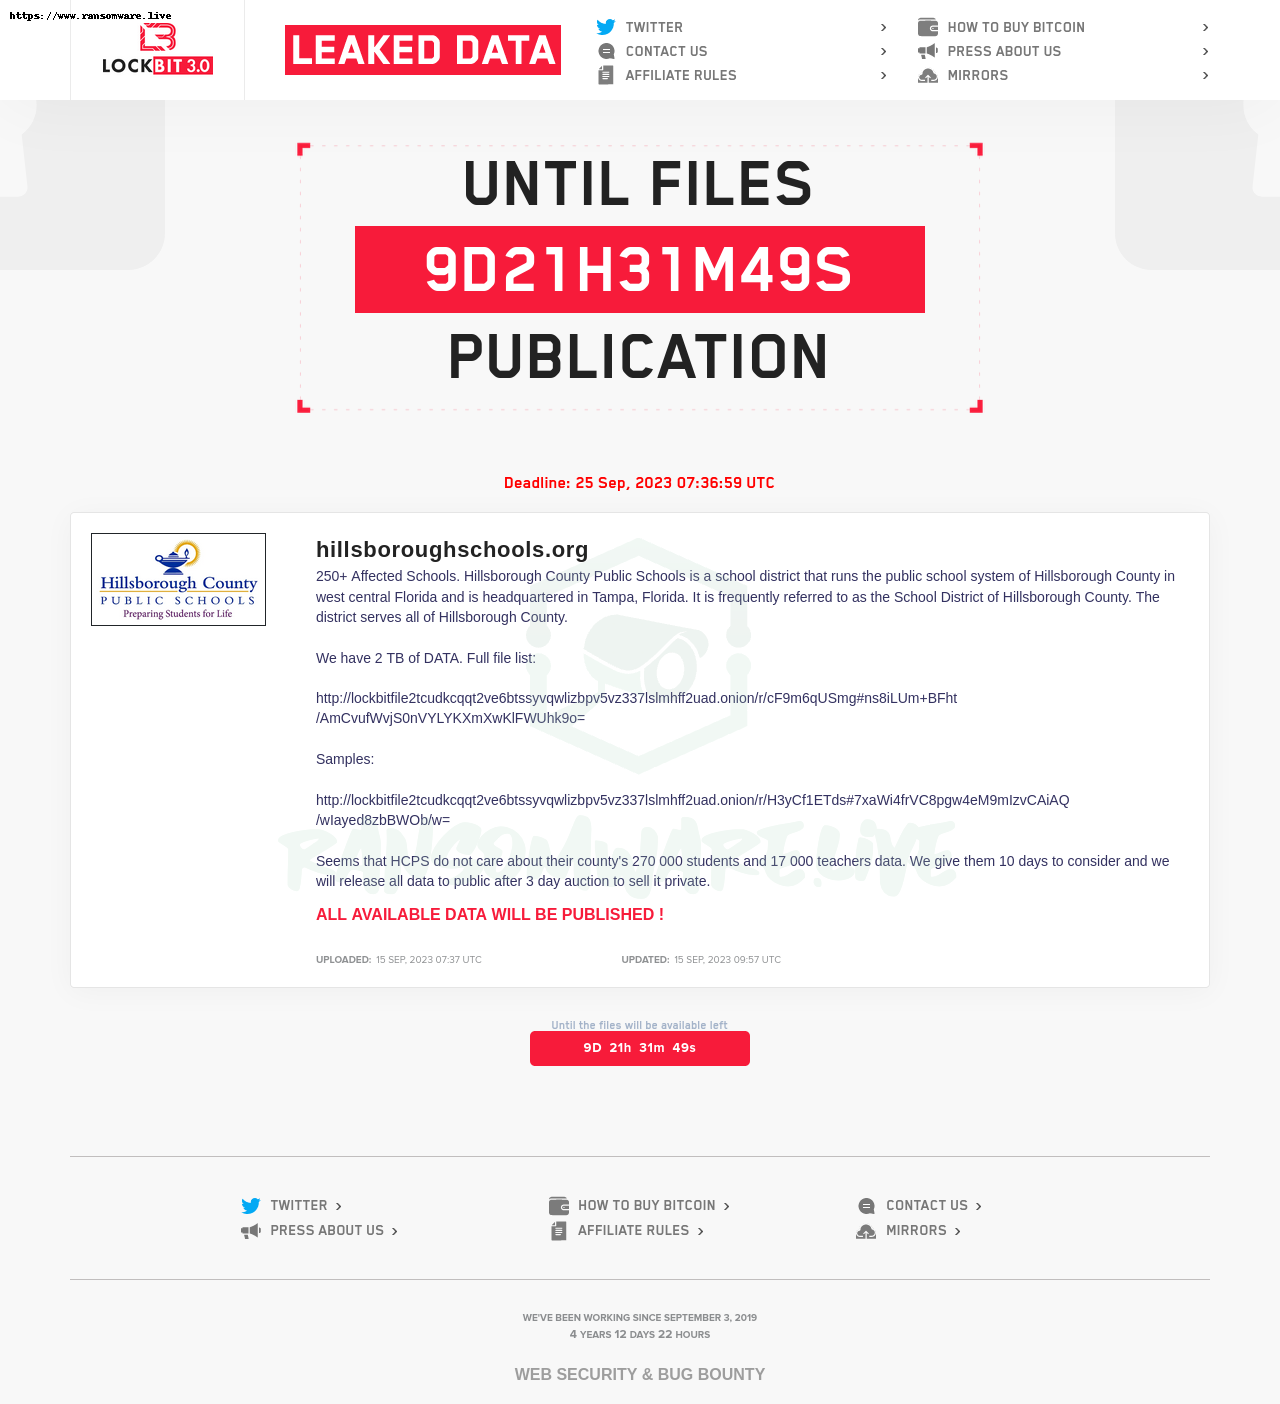 https://www.ransomware.live
LOCKBIT 3.0
LEAKED DATA
TWITTER
CONTACT US
AFFILIATE RULES
HOW TO BUY BITCOIN
PRESS ABOUT US
MIRRORS
UNTIL FILES
9D21H31M49S
PUBLICATION
Deadline: 25 Sep, 2023 07:36:59 UTC
Hillsborough County
PUBLIC SCHOOLS
Preparing Students for Life
hillsboroughschools.org
250+ Affected Schools. Hillsborough County Public Schools is a school district that runs the public school system of Hillsborough County in
west central Florida and is headquartered in Tampa, Florida. It is frequently referred to as the School District of Hillsborough County. The
district serves all of Hillsborough County.
We have 2 TB of DATA. Full file list:
http://lockbitfile2tcudkcqqt2ve6btssyvqwlizbpv5vz337lslmhff2uad.onion/r/cF9m6qUSmg#ns8iLUm+BFht
/AmCvufWvjS0nVYLYKXmXwKlFWUhk9o=
Samples:
http://lockbitfile2tcudkcqqt2ve6btssyvqwlizbpv5vz337lslmhff2uad.onion/r/H3yCf1ETds#7xaWi4frVC8pgw4eM9mIzvCAiAQ
/wIayed8zbBWOb/w=
RANSOMWARE.LIVE
Seems that HCPS do not care about their county's 270 000 students and 17 000 teachers data. We give them 10 days to consider and we
will release all data to public after 3 day auction to sell it private.
ALL AVAILABLE DATA WILL BE PUBLISHED !
UPLOADED: 15 SEP, 2023 07:37 UTC
UPDATED: 15 SEP, 2023 09:57 UTC
Until the files will be available left
9D 21h 31m 49s
TWITTER
HOW TO BUY BITCOIN
CONTACT US
PRESS ABOUT US
AFFILIATE RULES
MIRRORS
WE'VE BEEN WORKING SINCE SEPTEMBER 3, 2019
4 YEARS 12 DAYS 22 HOURS
WEB SECURITY & BUG BOUNTY